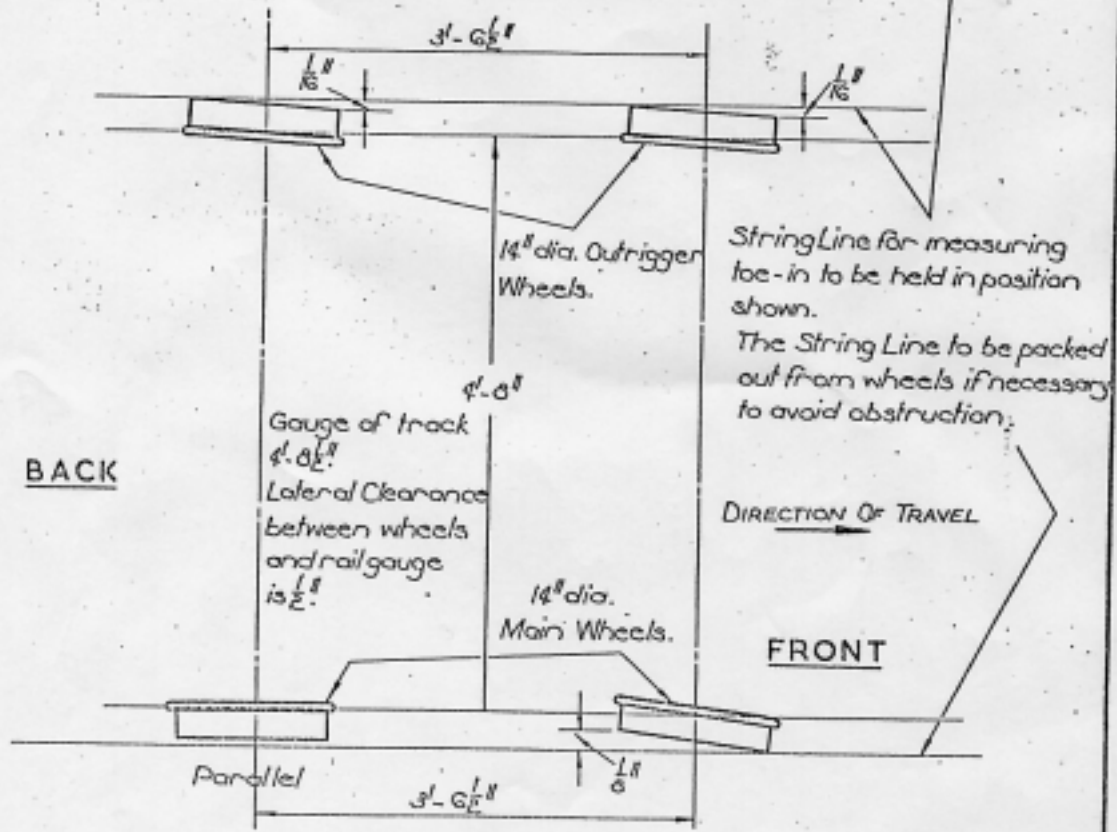 3'-6½"
1/16"
1/16"
14" dia. Outrigger
Wheels.
String Line for measuring
toe-in to be held in position
shown.
The String Line to be packed
out from wheels if necessary
to avoid obstruction.
4'-8"
Gauge of track
4'-8½".
Lateral Clearance
between wheels
and rail gauge
is ½".
BACK
DIRECTION OF TRAVEL
14" dia.
Main Wheels.
FRONT
1/8"
Parallel
3'-6½"